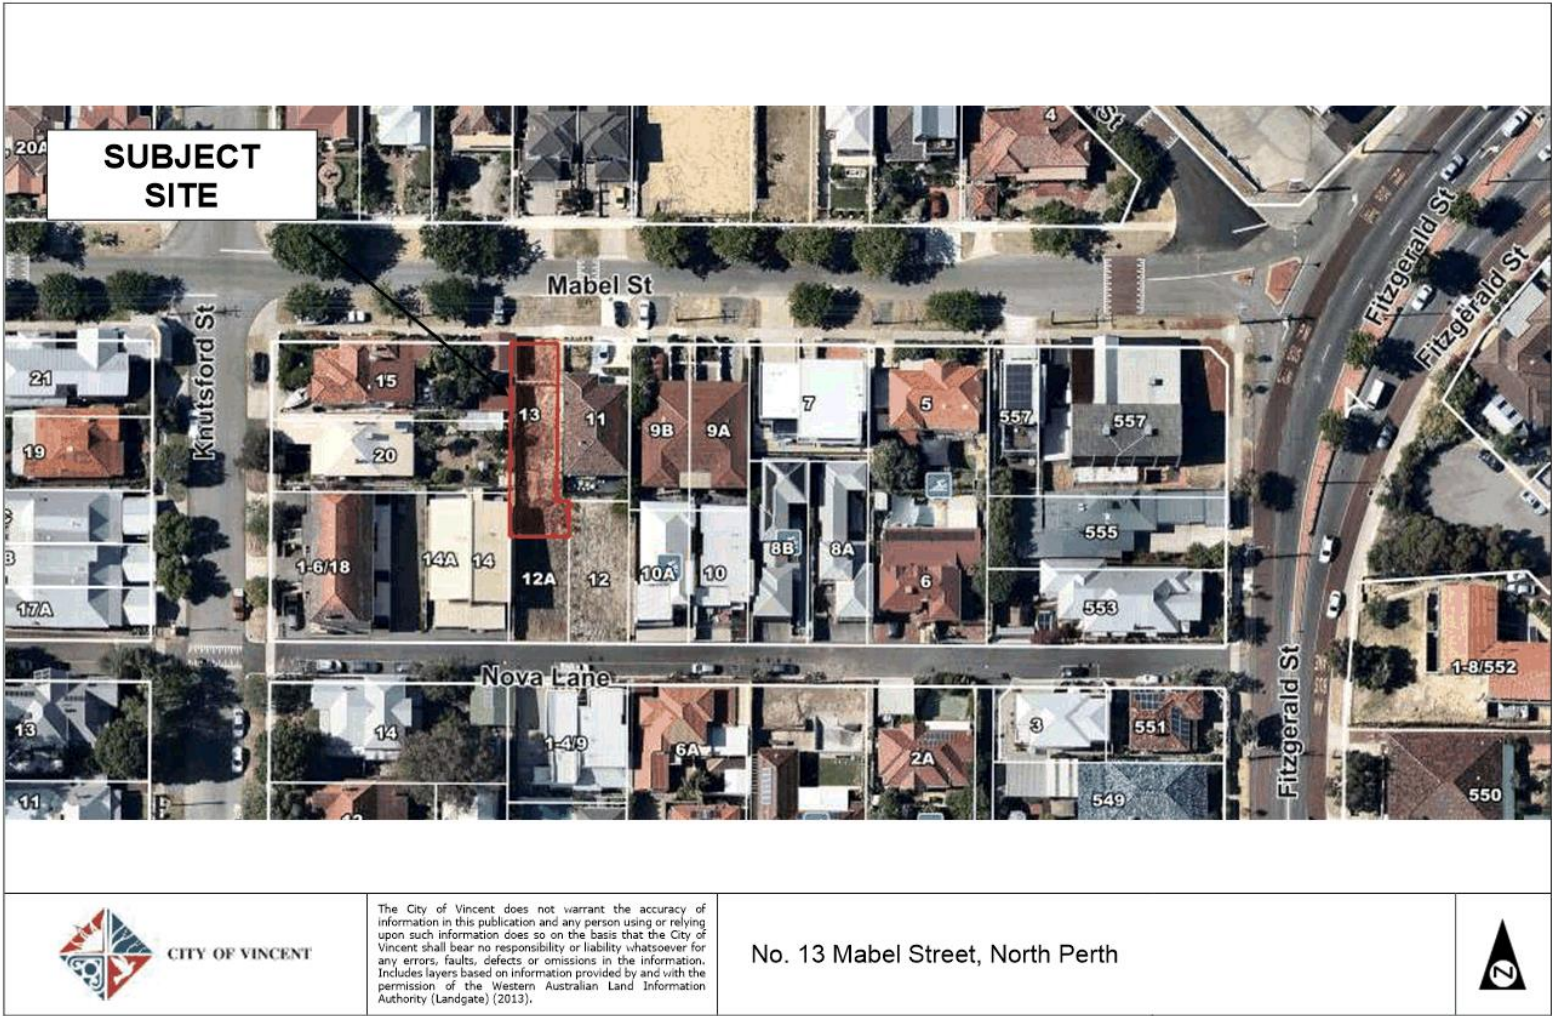 St
4
20A
SUBJECT
SITE
Fitzgerald St
Fitzgerald St
Mabel St
Knutsford St
21
15
13
11
9B
9A
7
5
557
557
19
20
1-6/18
14A
14
12A
12
10A
10
8B
8A
6
555
553
17A
Nova Lane
Fitzgerald St
1-8/552
13
14
1-4/9
6A
2A
3
551
11
549
550
CITY OF VINCENT
The City of Vincent does not warrant the accuracy of
information in this publication and any person using or relying
upon such information does so on the basis that the City of
Vincent shall bear no responsibility or liability whatsoever for
any errors, faults, defects or omissions in the information.
Includes layers based on information provided by and with the
permission of the Western Australian Land Information
Authority (Landgate) (2013).
No. 13 Mabel Street, North Perth
N